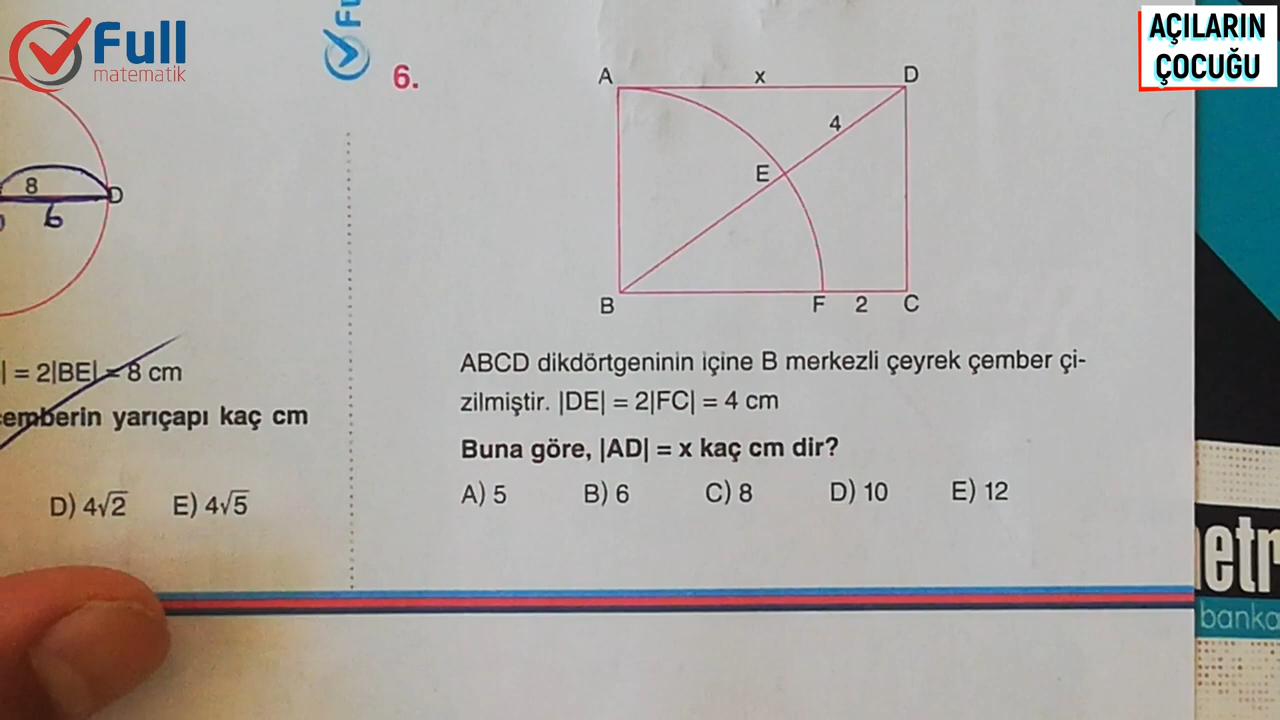 Full
matematik
AÇILARIN
ÇOCUĞU
8
D
6
| = 2|BE| = 8 cm
çemberin yarıçapı kaç cm
D) 4√2 E) 4√5
6.
A x D
4
E
B F 2 C
ABCD dikdörtgeninin içine B merkezli çeyrek çember çi-
zilmiştir. |DE| = 2|FC| = 4 cm
Buna göre, |AD| = x kaç cm dir?
A) 5 B) 6 C) 8 D) 10 E) 12
etr
banka